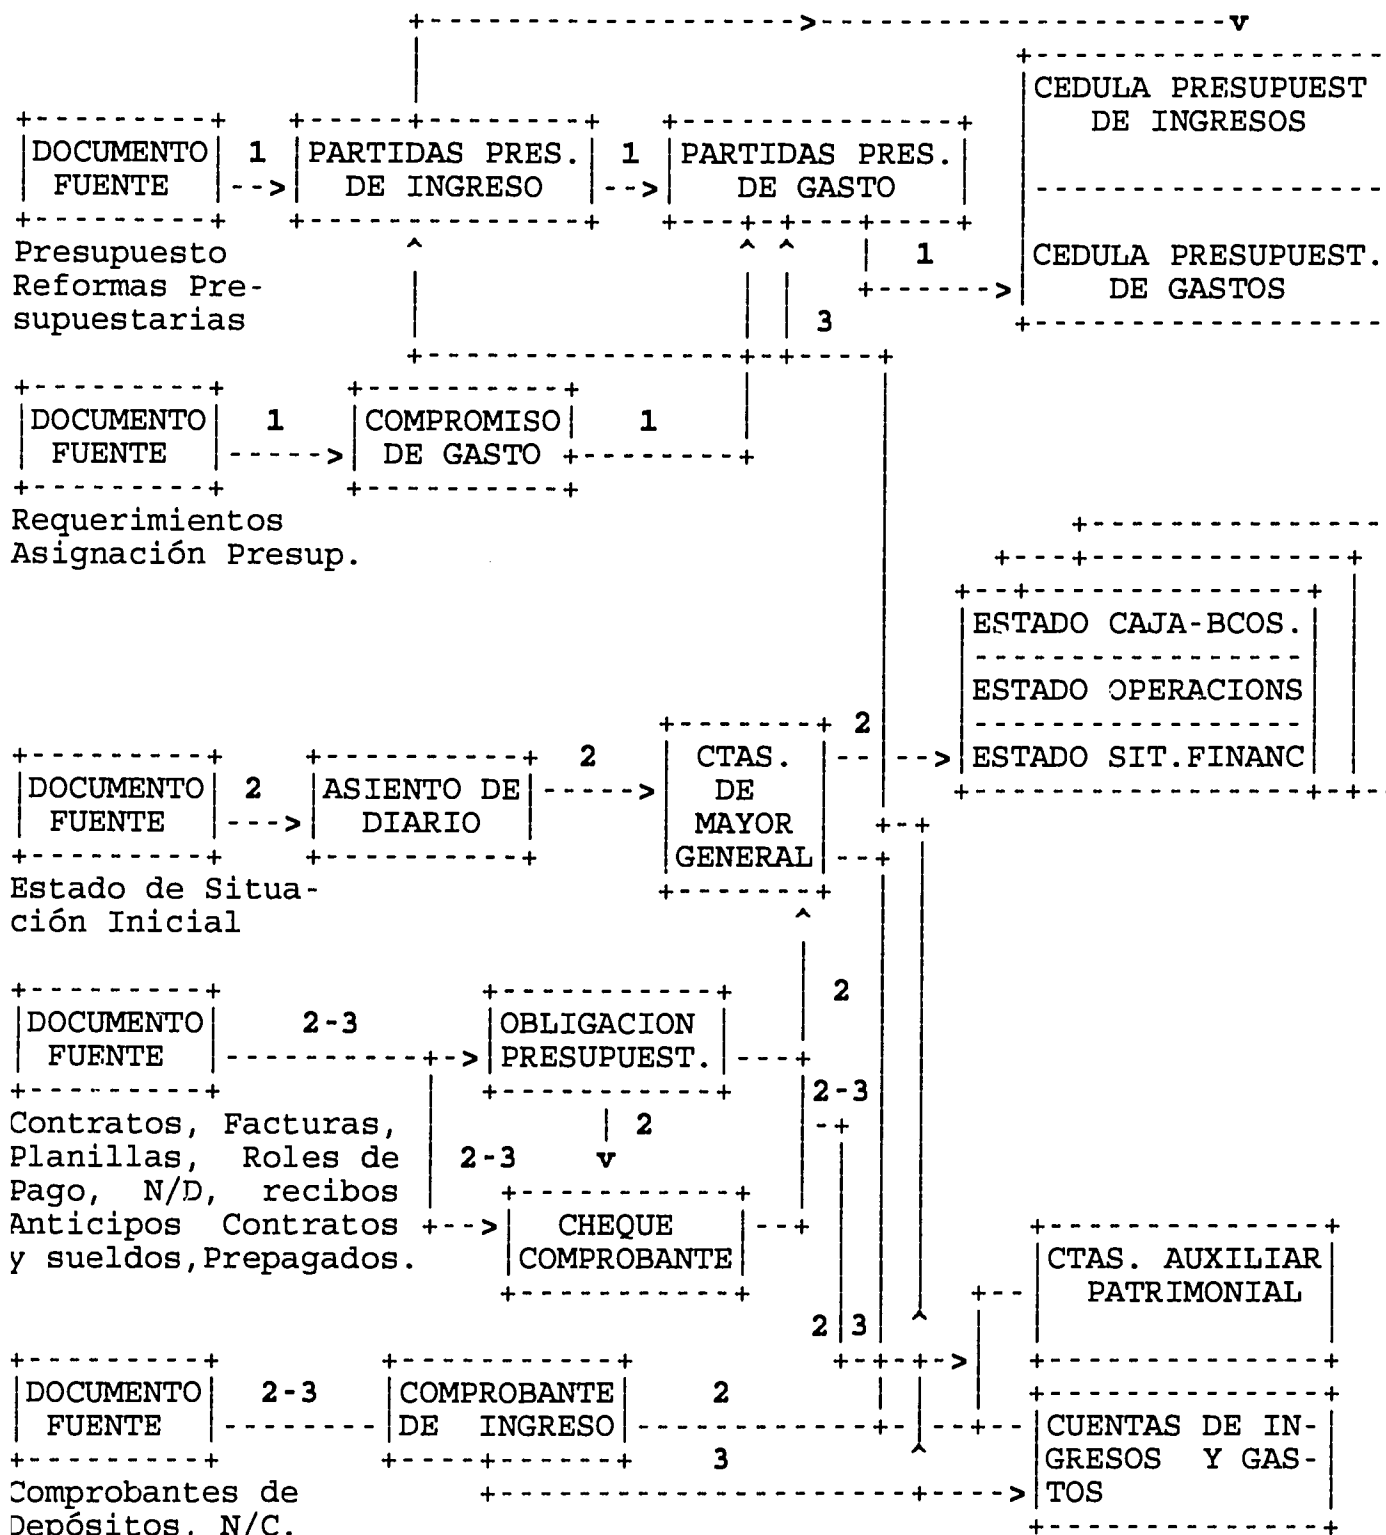 CEDULA PRESUPUEST
DE INGRESOS
DOCUMENTO
FUENTE
1
PARTIDAS PRES.
DE INGRESO
1
PARTIDAS PRES.
DE GASTO
Presupuesto
Reformas Pre-
supuestarias
1
CEDULA PRESUPUEST.
DE GASTOS
3
DOCUMENTO
FUENTE
1
COMPROMISO
DE GASTO
1
Requerimientos
Asignación Presup.
ESTADO CAJA-BCOS.
ESTADO OPERACIONS
ESTADO SIT.FINANC
DOCUMENTO
FUENTE
2
ASIENTO DE
DIARIO
2
CTAS.
DE
MAYOR
GENERAL
2
Estado de Situa-
ción Inicial
DOCUMENTO
FUENTE
2-3
OBLIGACION
PRESUPUEST.
2
2-3
Contratos, Facturas,
Planillas, Roles de
Pago, N/D, recibos
Anticipos Contratos
y sueldos,Prepagados.
2-3
2
CHEQUE
COMPROBANTE
CTAS. AUXILIAR
PATRIMONIAL
2 3
DOCUMENTO
FUENTE
2-3
COMPROBANTE
DE INGRESO
2
3
CUENTAS DE IN-
GRESOS Y GAS-
TOS
Comprobantes de
Depósitos, N/C.